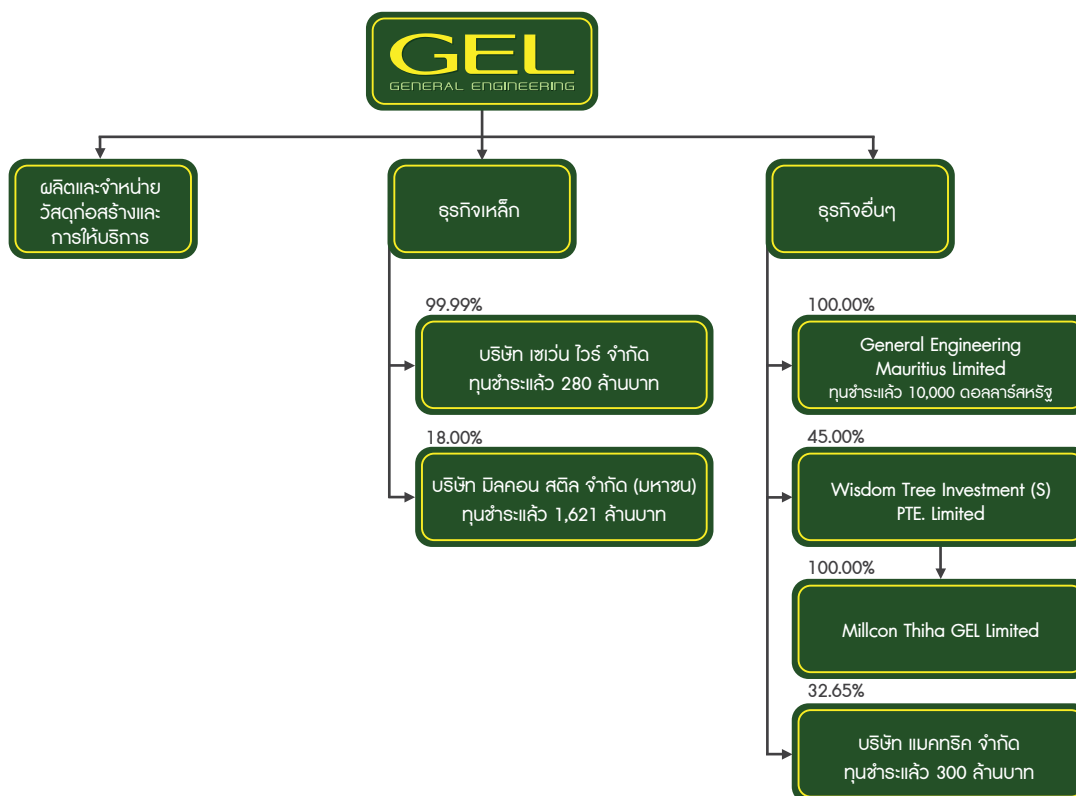 GEL
GENERAL ENGINEERING
ผลิตและจำหน่าย
วัสดุก่อสร้างและ
การให้บริการ
ธุรกิจเหล็ก
99.99%
บริษัท เซเว่น ไวร์ จำกัด
ทุนชำระแล้ว 280 ล้านบาท
18.00%
บริษัท มิลคอน สตีล จำกัด (มหาชน)
ทุนชำระแล้ว 1,621 ล้านบาท
ธุรกิจอื่นๆ
100.00%
General Engineering
Mauritius Limited
ทุนชำระแล้ว 10,000 ดอลลาร์สหรัฐ
45.00%
Wisdom Tree Investment (S)
PTE. Limited
100.00%
Millcon Thiha GEL Limited
32.65%
บริษัท แมคทริค จำกัด
ทุนชำระแล้ว 300 ล้านบาท